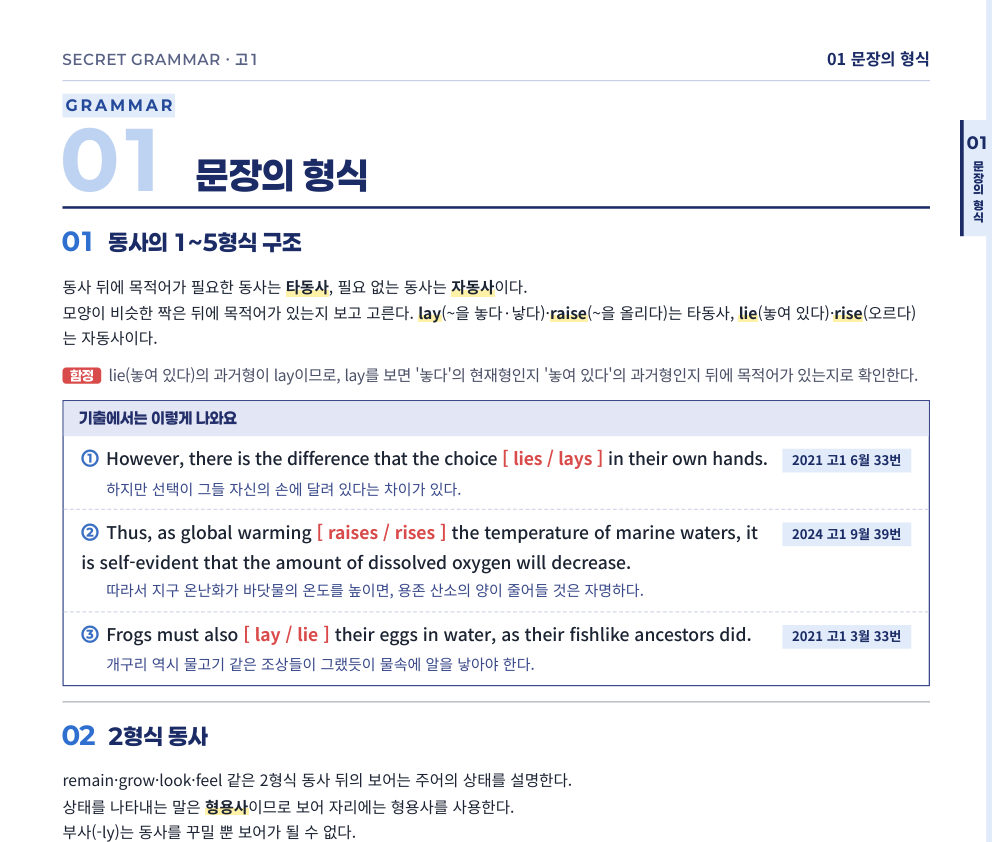 SECRET GRAMMAR · 고1
01 문장의 형식
GRAMMAR
01 문장의 형식
01 문장의 형식
01 동사의 1~5형식 구조
동사 뒤에 목적어가 필요한 동사는 타동사, 필요 없는 동사는 자동사이다.
모양이 비슷한 짝은 뒤에 목적어가 있는지 보고 고른다. lay(~을 놓다·낳다)·raise(~을 올리다)는 타동사, lie(놓여 있다)·rise(오르다)
는 자동사이다.
함정 lie(놓여 있다)의 과거형이 lay이므로, lay를 보면 '놓다'의 현재형인지 '놓여 있다'의 과거형인지 뒤에 목적어가 있는지로 확인한다.
기출에서는 이렇게 나와요
① However, there is the difference that the choice [ lies / lays ] in their own hands. 2021 고1 6월 33번
하지만 선택이 그들 자신의 손에 달려 있다는 차이가 있다.
② Thus, as global warming [ raises / rises ] the temperature of marine waters, it 2024 고1 9월 39번
is self-evident that the amount of dissolved oxygen will decrease.
따라서 지구 온난화가 바닷물의 온도를 높이면, 용존 산소의 양이 줄어들 것은 자명하다.
③ Frogs must also [ lay / lie ] their eggs in water, as their fishlike ancestors did. 2021 고1 3월 33번
개구리 역시 물고기 같은 조상들이 그랬듯이 물속에 알을 낳아야 한다.
02 2형식 동사
remain·grow·look·feel 같은 2형식 동사 뒤의 보어는 주어의 상태를 설명한다.
상태를 나타내는 말은 형용사이므로 보어 자리에는 형용사를 사용한다.
부사(-ly)는 동사를 꾸밀 뿐 보어가 될 수 없다.